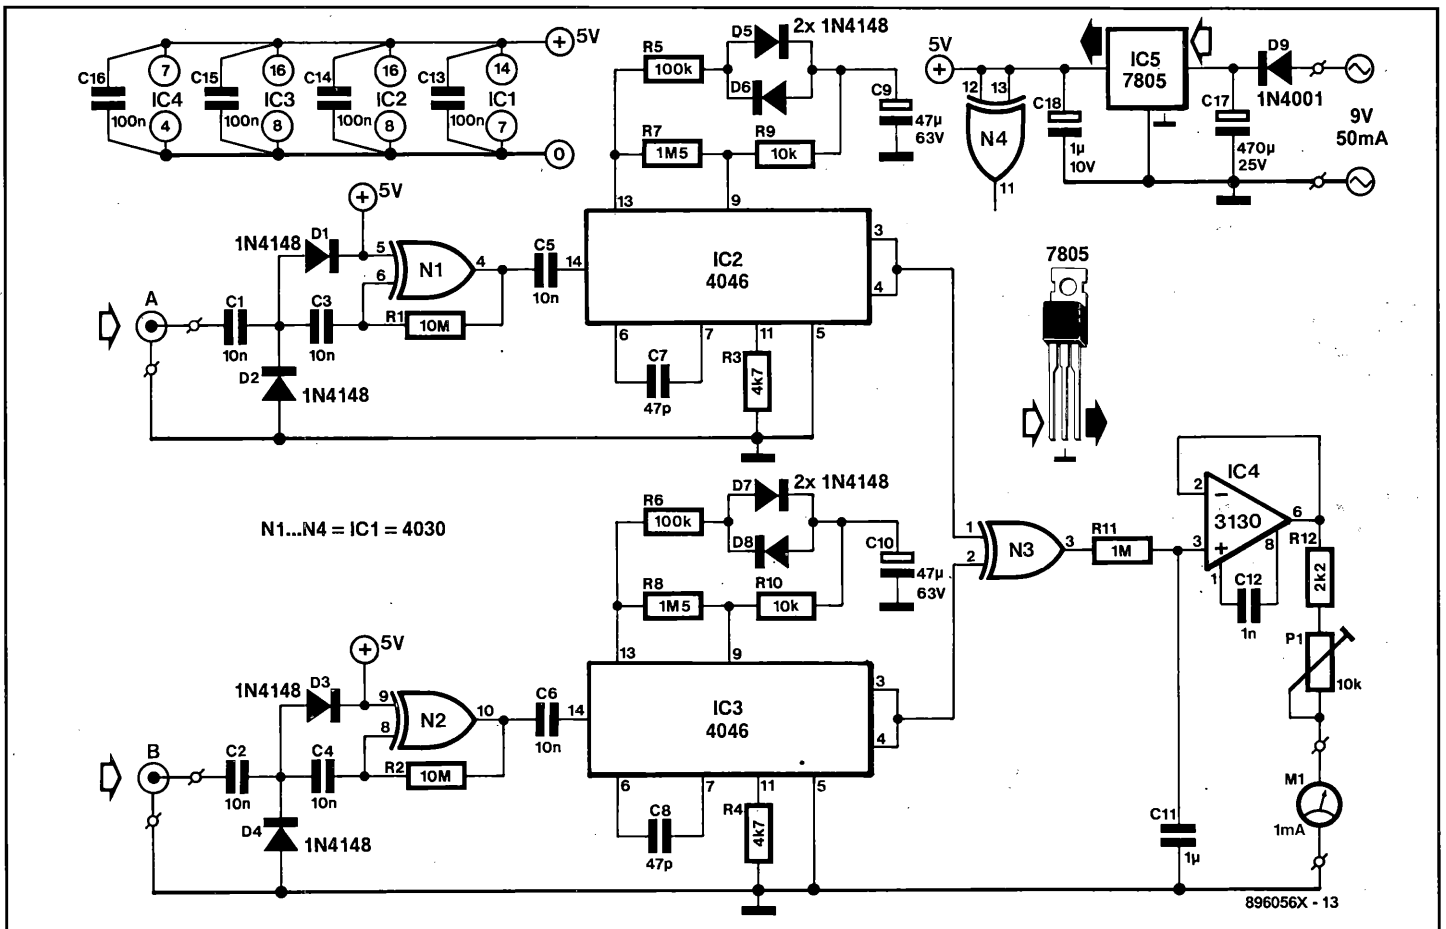 C16
100n
7
IC4
4
C15
100n
16
IC3
8
C14
100n
16
IC2
8
C13
100n
14
IC1
7
+ 5V
0
R5
100k
D5
2x 1N4148
D6
R7
1M5
R9
10k
C9
47µ
63V
5V
+
12
13
N4
11
C18
1µ
10V
IC5
7805
C17
470µ
25V
D9
1N4001
9V
50mA
+ 5V
1N4148
D1
5
6
N1
4
C5
10n
14
13
9
IC2
4046
3
4
A
C1
10n
C3
10n
R1
10M
D2
1N4148
6
7
11
5
C7
47p
R3
4k7
7805
N1...N4 = IC1 = 4030
R6
100k
D7
2x 1N4148
D8
R8
1M5
R10
10k
C10
47µ
63V
1
2
N3
3
R11
1M
IC4
2
−
3130
3
+
6
8
1
C12
1n
R12
2k2
P1
10k
+ 5V
1N4148
D3
9
8
N2
10
C6
10n
14
13
9
IC3
4046
3
4
B
C2
10n
C4
10n
R2
10M
D4
1N4148
6
7
11
5
C8
47p
R4
4k7
C11
1µ
M1
1mA
896056X - 13